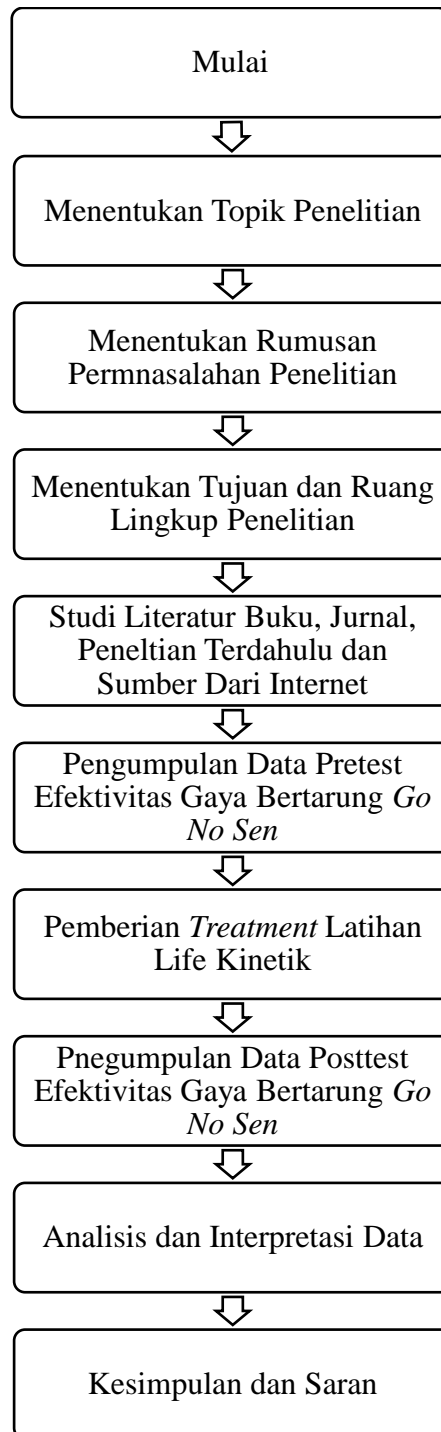 Mulai
Menentukan Topik Penelitian
Menentukan Rumusan
Permnasalahan Penelitian
Menentukan Tujuan dan Ruang
Lingkup Penelitian
Studi Literatur Buku, Jurnal,
Peneltian Terdahulu dan
Sumber Dari Internet
Pengumpulan Data Pretest
Efektivitas Gaya Bertarung Go
No Sen
Pemberian Treatment Latihan
Life Kinetik
Pnegumpulan Data Posttest
Efektivitas Gaya Bertarung Go
No Sen
Analisis dan Interpretasi Data
Kesimpulan dan Saran